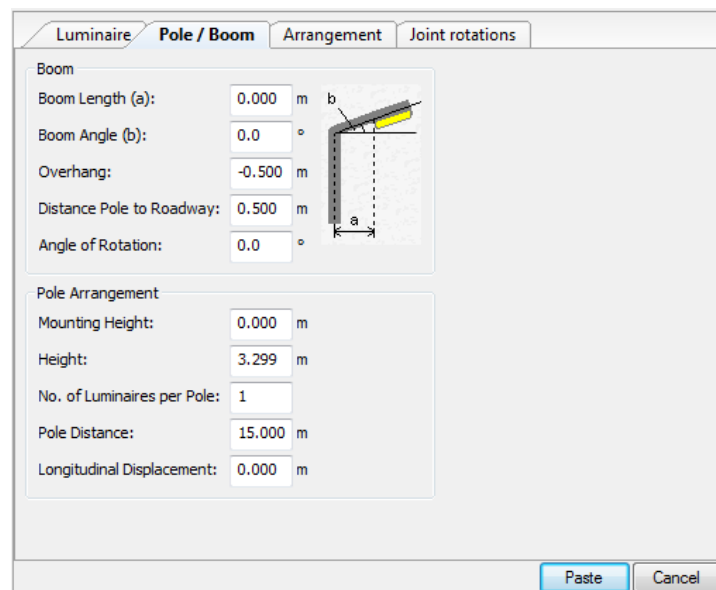 Luminaire Pole / Boom Arrangement Joint rotations
Boom
Boom Length (a): 0.000 m
Boom Angle (b): 0.0 °
Overhang: -0.500 m
Distance Pole to Roadway: 0.500 m
Angle of Rotation: 0.0 °
b
a
Pole Arrangement
Mounting Height: 0.000 m
Height: 3.299 m
No. of Luminaires per Pole: 1
Pole Distance: 15.000 m
Longitudinal Displacement: 0.000 m
Paste Cancel